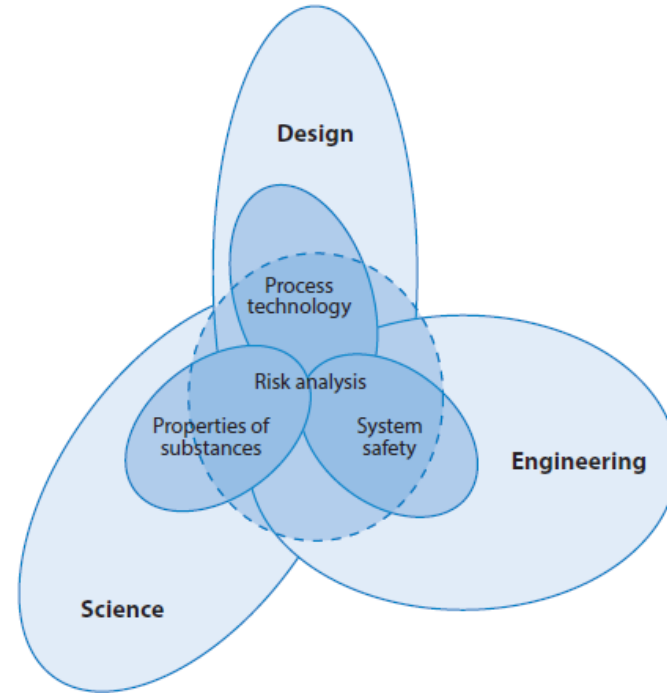 Design
Process
technology
Risk analysis
Properties of
substances
System
safety
Engineering
Science